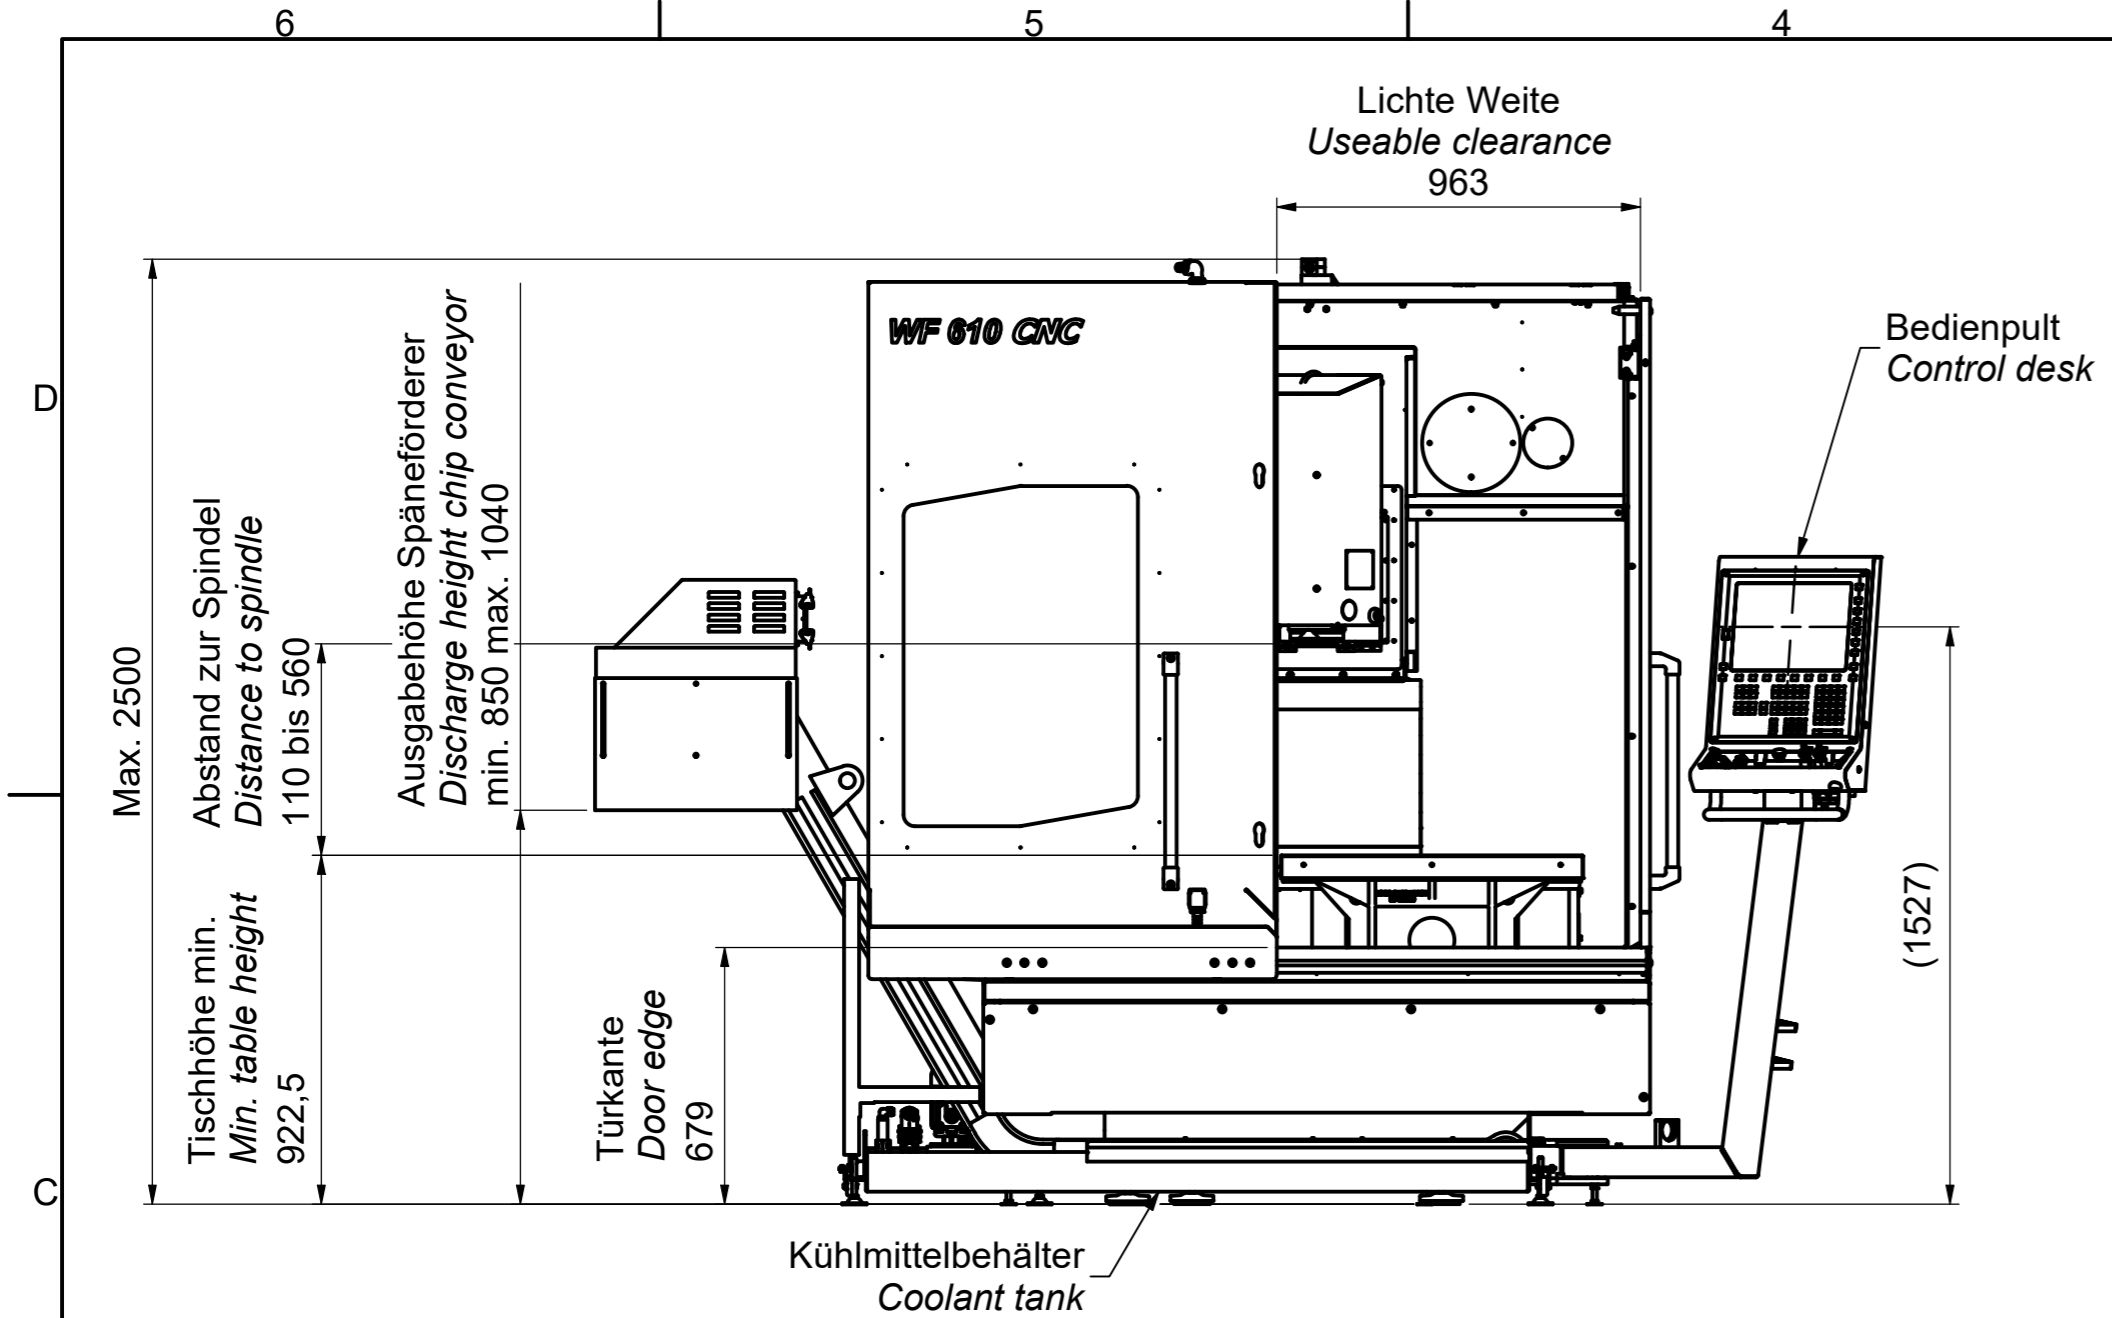 6
5
4
Lichte Weite
Useable clearance
963
WF 610 CNC
Bedienpult
Control desk
D
Ausgabehöhe Späneförderer
Discharge height chip conveyor
min. 850 max. 1040
Abstand zur Spindel
Distance to spindle
110 bis 560
Max. 2500
Tischhöhe min.
Min. table height
922,5
Türkante
Door edge
679
(1527)
C
Kühlmittelbehälter
Coolant tank